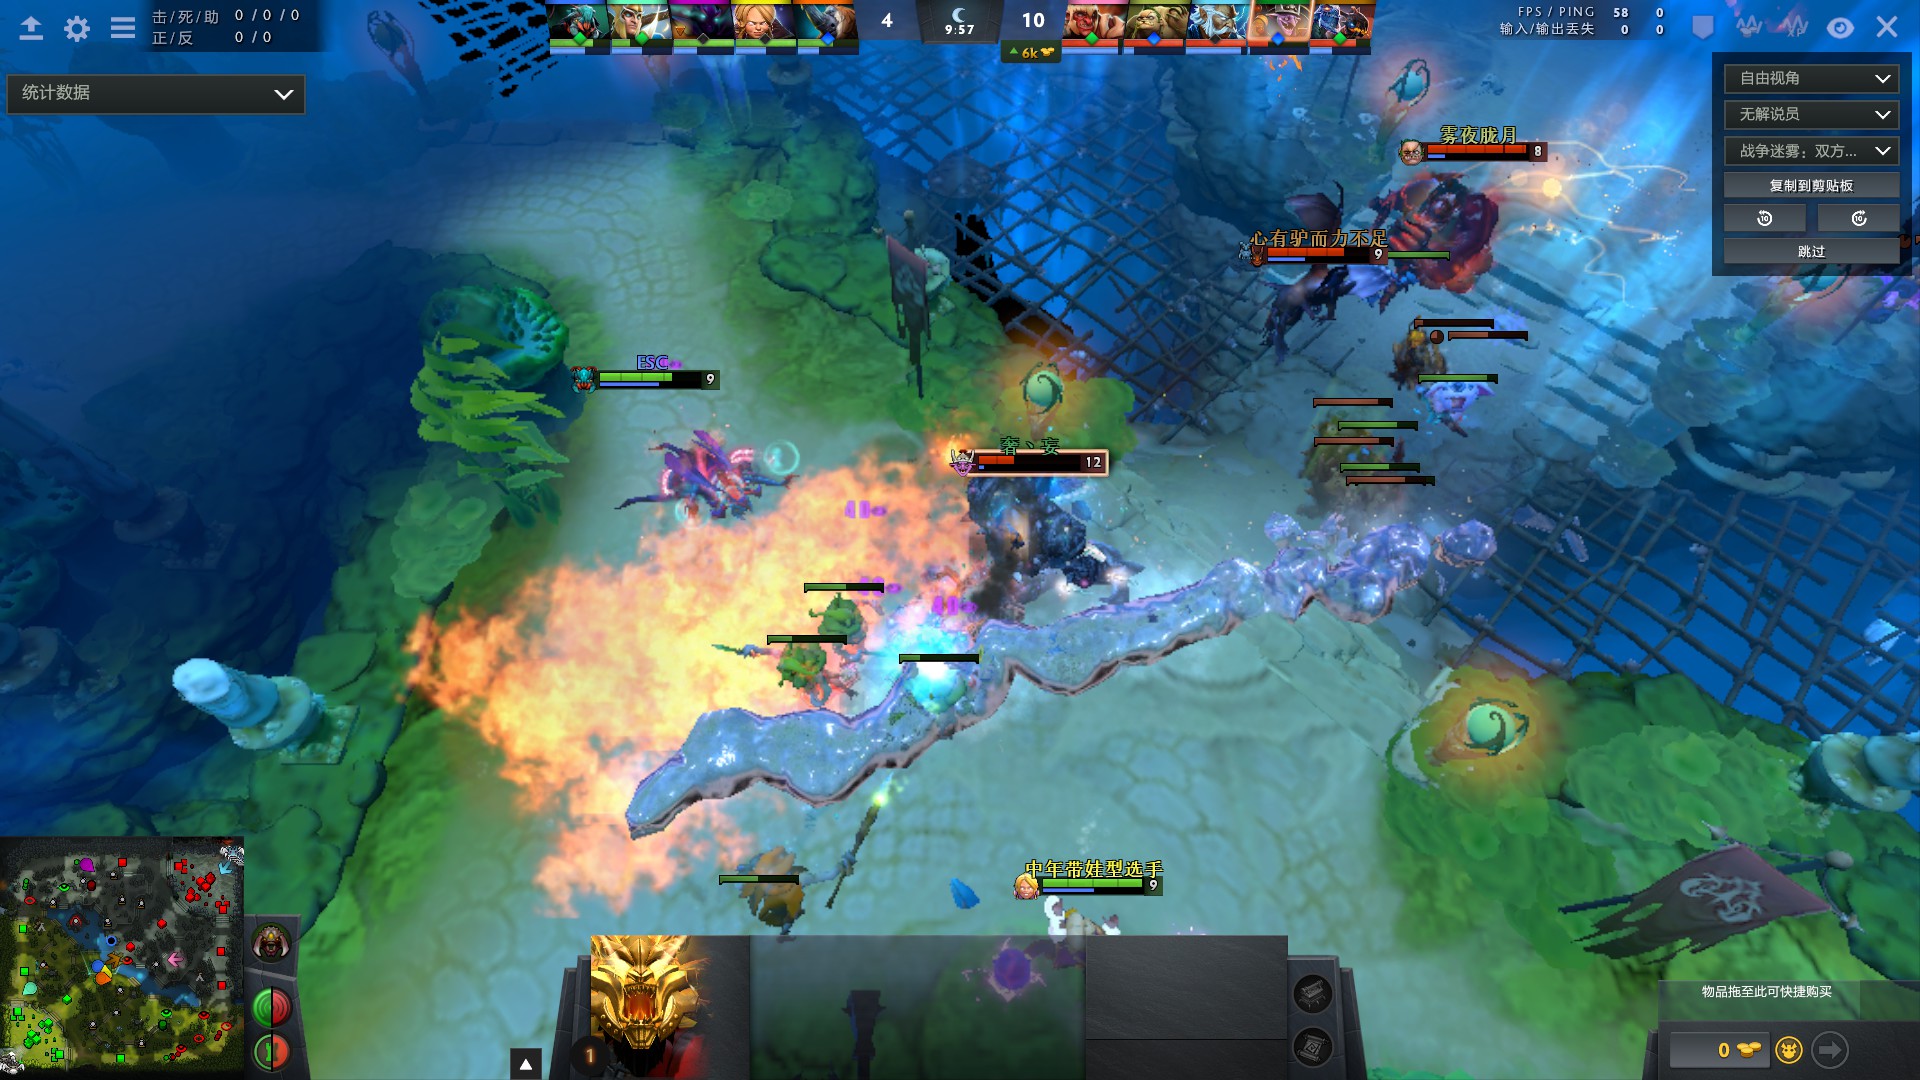 击/死/助 0 / 0 / 0
正/反 0 / 0
4
9:57
10
6k
FPS / PING 58 0
输入/输出丢失 0 0
统计数据
自由视角
无解说员
战争迷雾：双方...
复制到剪贴板
10 10
跳过
雾夜胧月
8
心有驴而力不足
9
ESC
9
奢丶妄
12
中年带娃型选手
9
1
物品拖至此可快捷购买
0